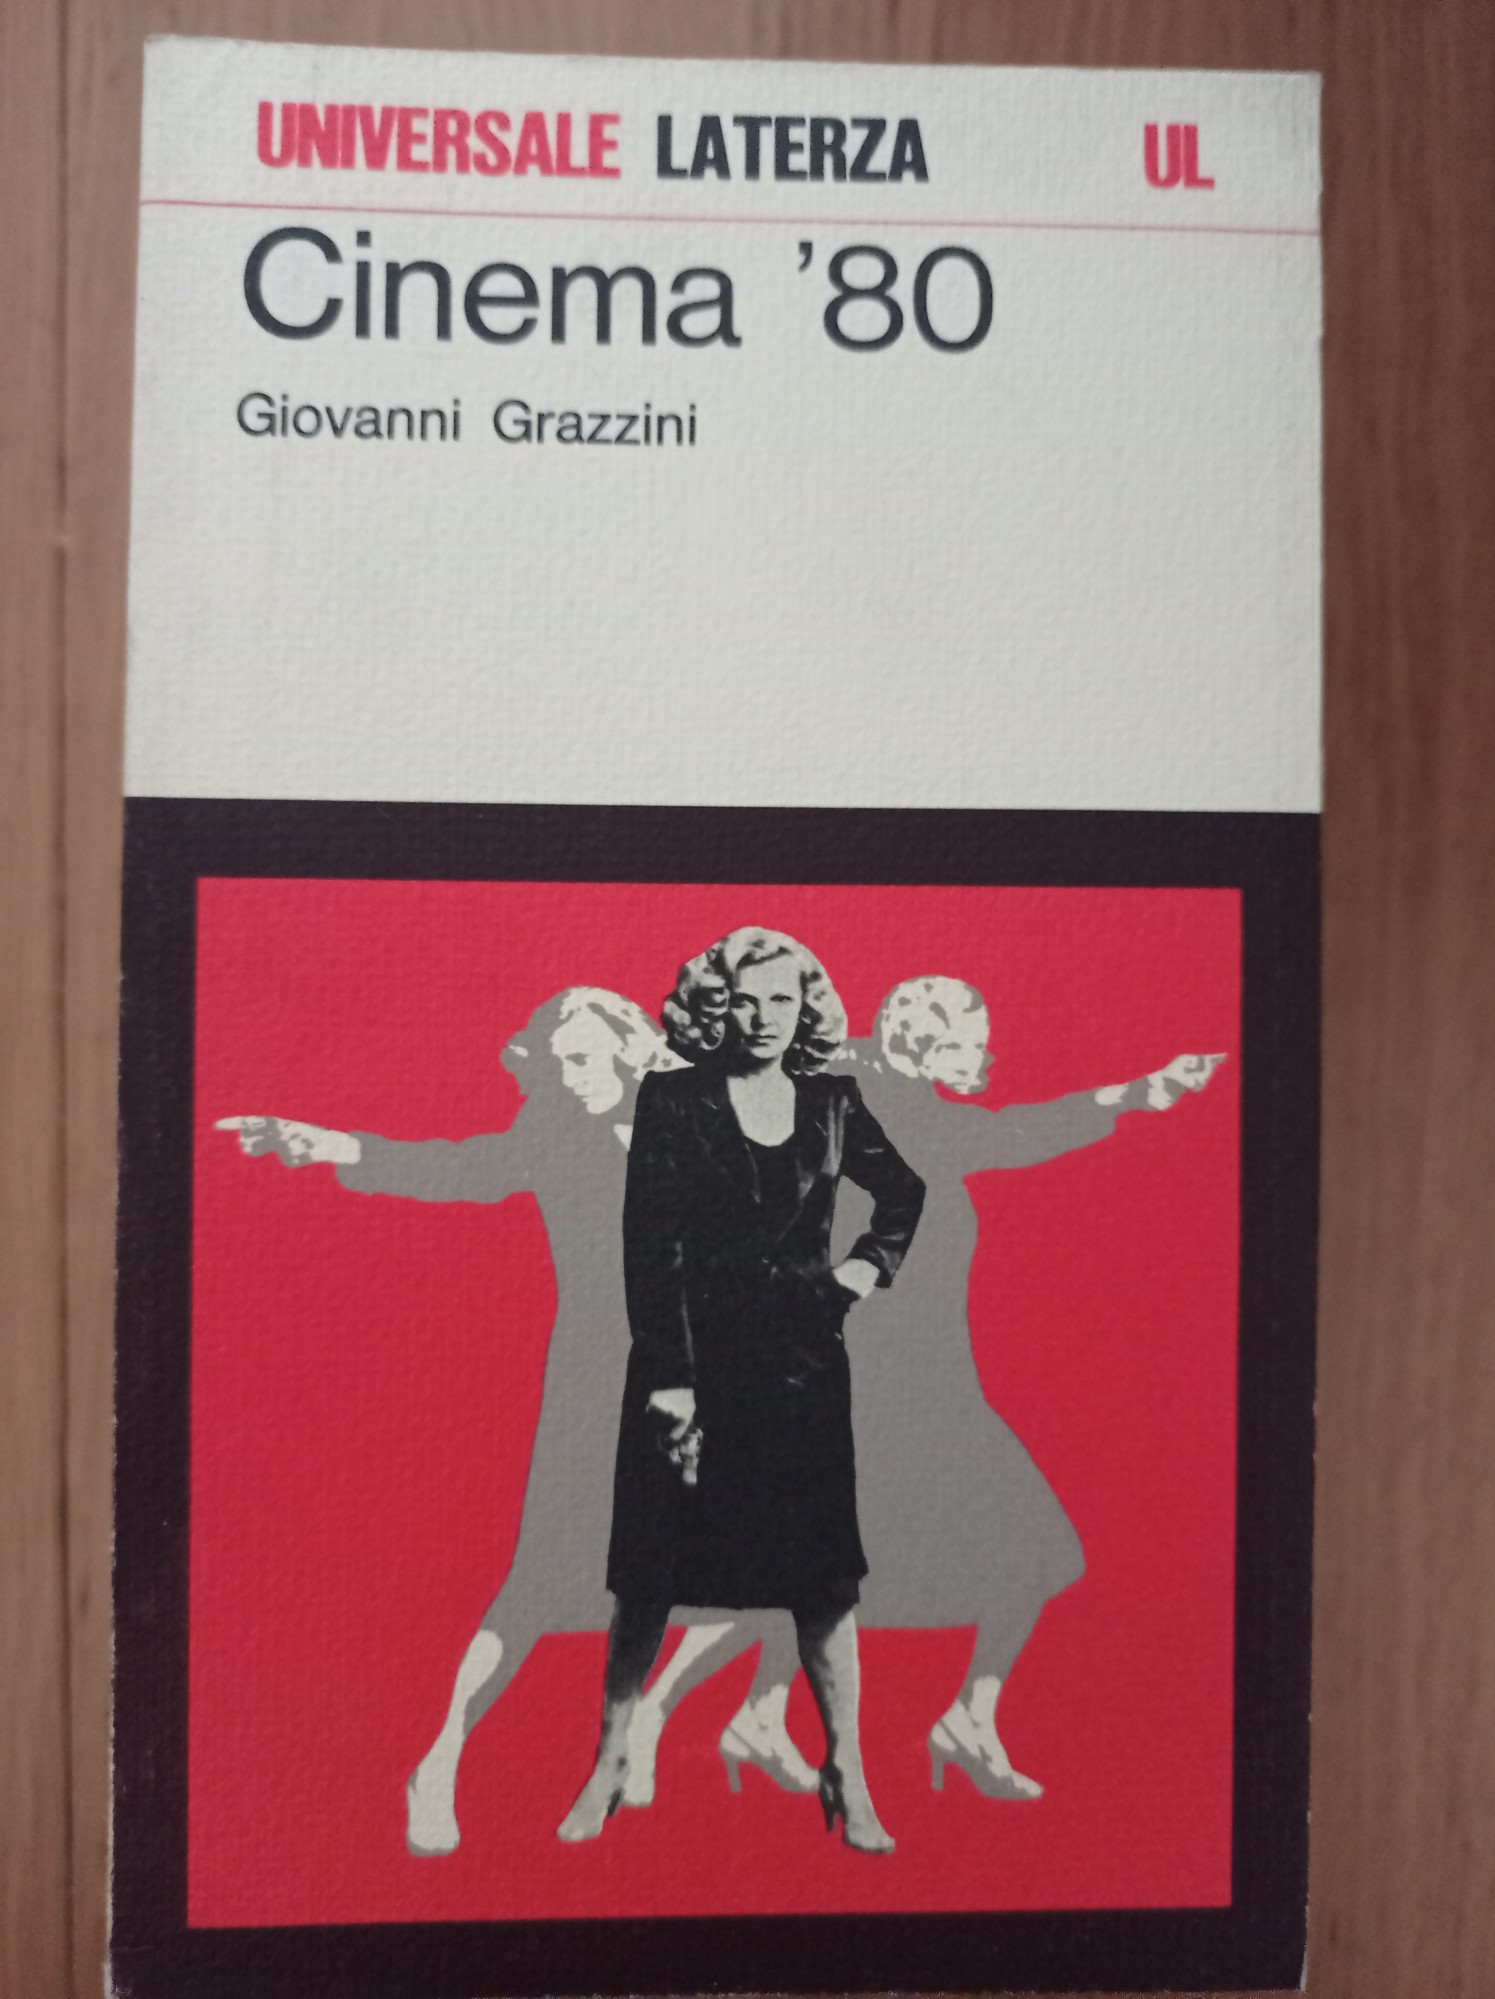 UNIVERSALE LATERZA UL
Cinema ’80
Giovanni Grazzini